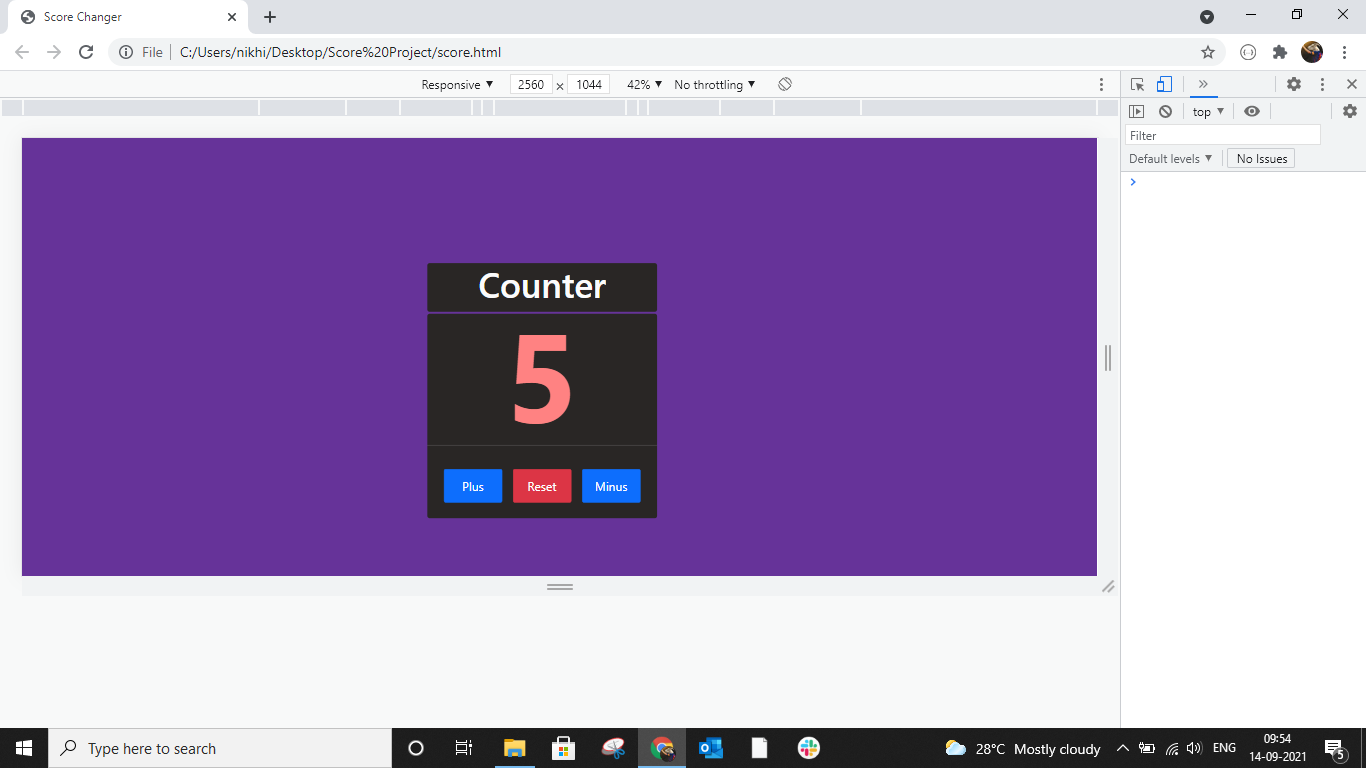 Score Changer
File C:/Users/nikhi/Desktop/Score%20Project/score.html
Responsive 2560 × 1044 42% No throttling
top
Filter
Default levels No Issues
Counter
5
Plus Reset Minus
Type here to search
28°C Mostly cloudy ENG
09:54
14-09-2021
5